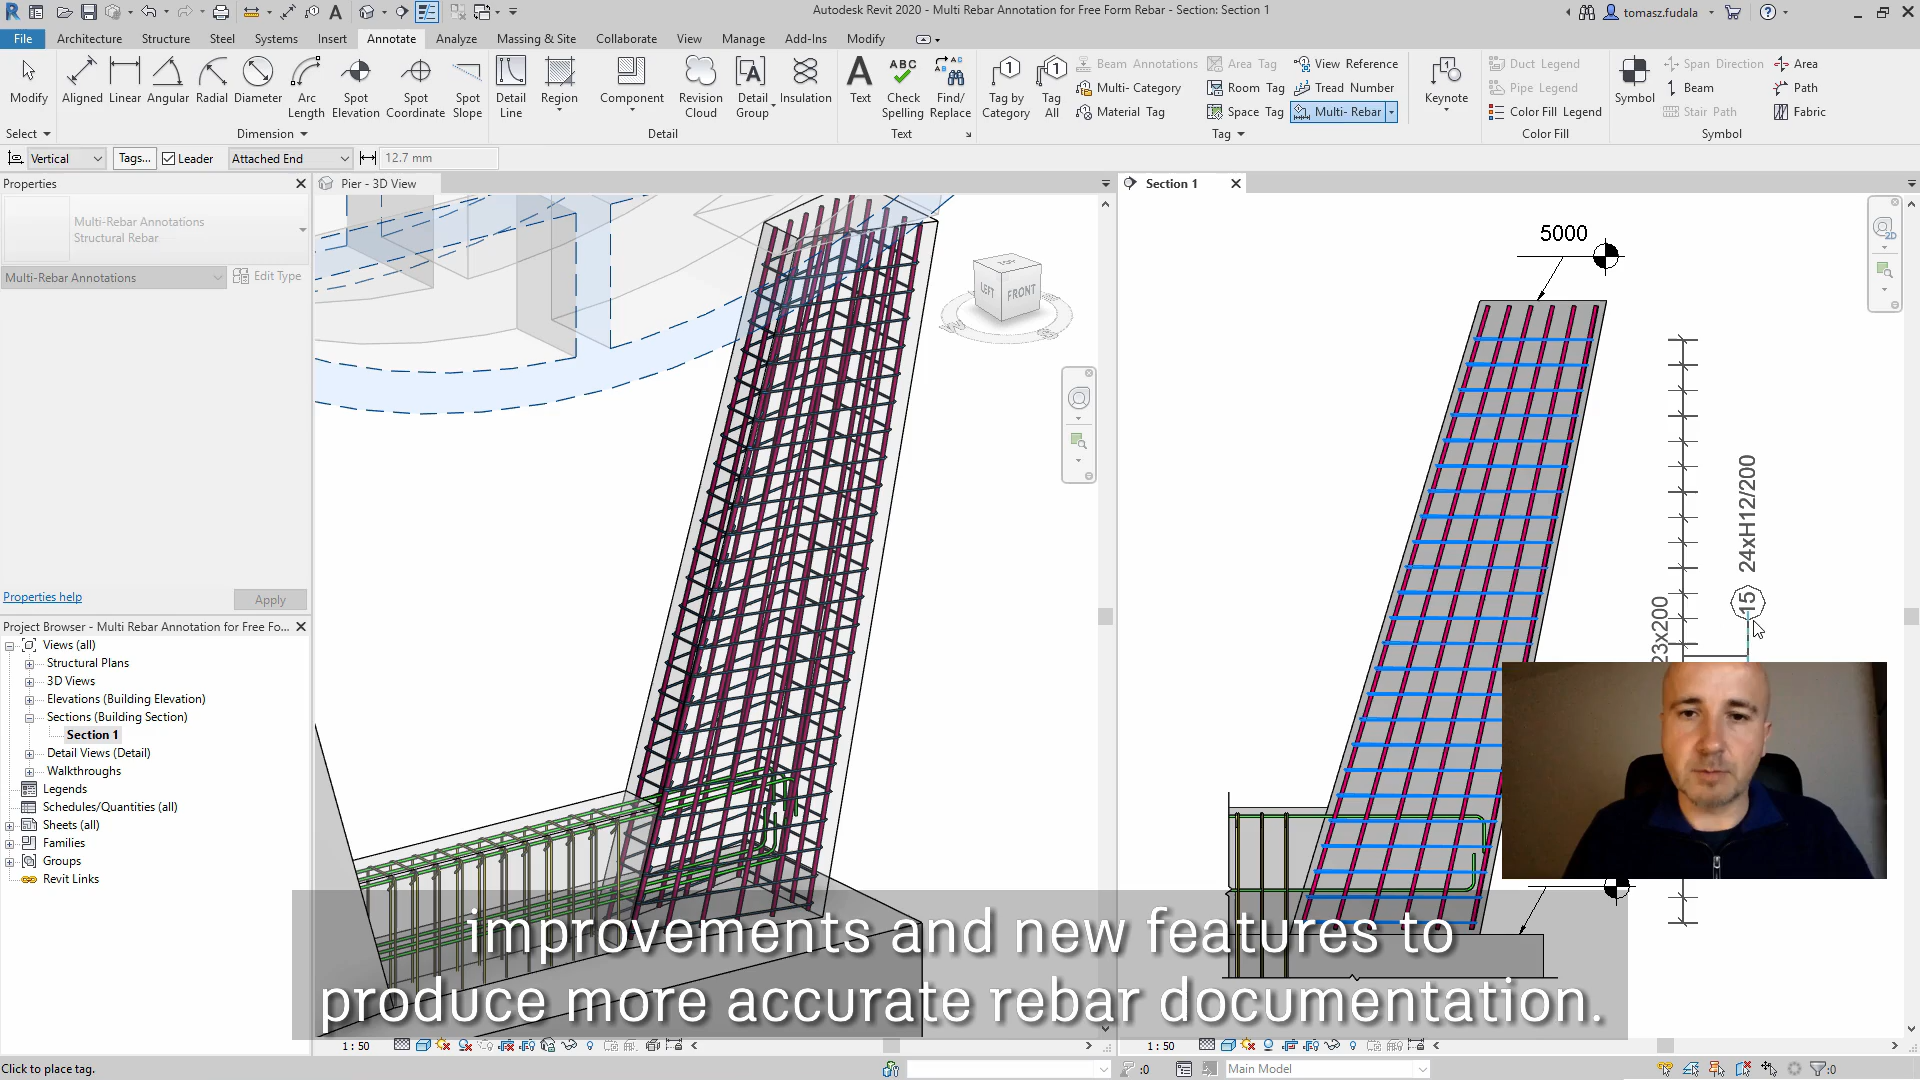 Autodesk Revit 2020 - Multi Rebar Annotation for Free Form Rebar - Section: Section 1
tomasz.fudala
File Architecture Structure Steel Systems Insert Annotate Analyze Massing & Site Collaborate View Manage Add-Ins Modify
Modify
Aligned Linear Angular Radial Diameter Arc Length Spot Elevation Spot Coordinate Spot Slope
Detail Line Region Component Revision Cloud Detail Group Insulation
Text Check Spelling Find/ Replace
Tag by Category Tag All
Beam Annotations Area Tag View Reference
Multi- Category Room Tag Tread Number
Material Tag Space Tag Multi- Rebar
Keynote
Duct Legend
Pipe Legend
Color Fill Legend
Symbol
Span Direction Area
Beam Path
Stair Path Fabric
Select Dimension Detail Text Tag Color Fill Symbol
Vertical Tags... Leader Attached End 12.7 mm
Properties
Multi-Rebar Annotations
Structural Rebar
Multi-Rebar Annotations Edit Type
Properties help Apply
Project Browser - Multi Rebar Annotation for Free Fo...
Views (all)
Structural Plans
3D Views
Elevations (Building Elevation)
Sections (Building Section)
Section 1
Detail Views (Detail)
Walkthroughs
Legends
Schedules/Quantities (all)
Sheets (all)
Families
Groups
Revit Links
Pier - 3D View
TOP
LEFT FRONT
Section 1
2D
5000
24xH12/200
15
23x200
improvements and new features to
produce more accurate rebar documentation.
1 : 50
1 : 50
Click to place tag.
:0
Main Model
:0